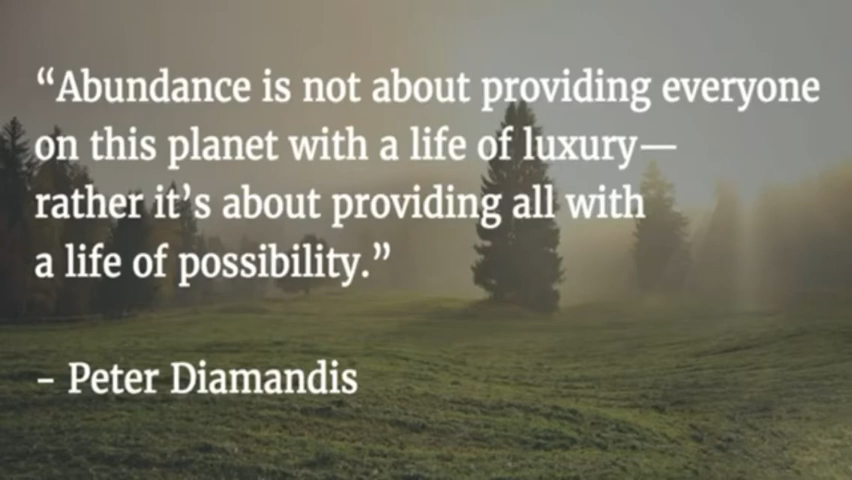 “Abundance is not about providing everyone
on this planet with a life of luxury—
rather it’s about providing all with
a life of possibility.”
– Peter Diamandis